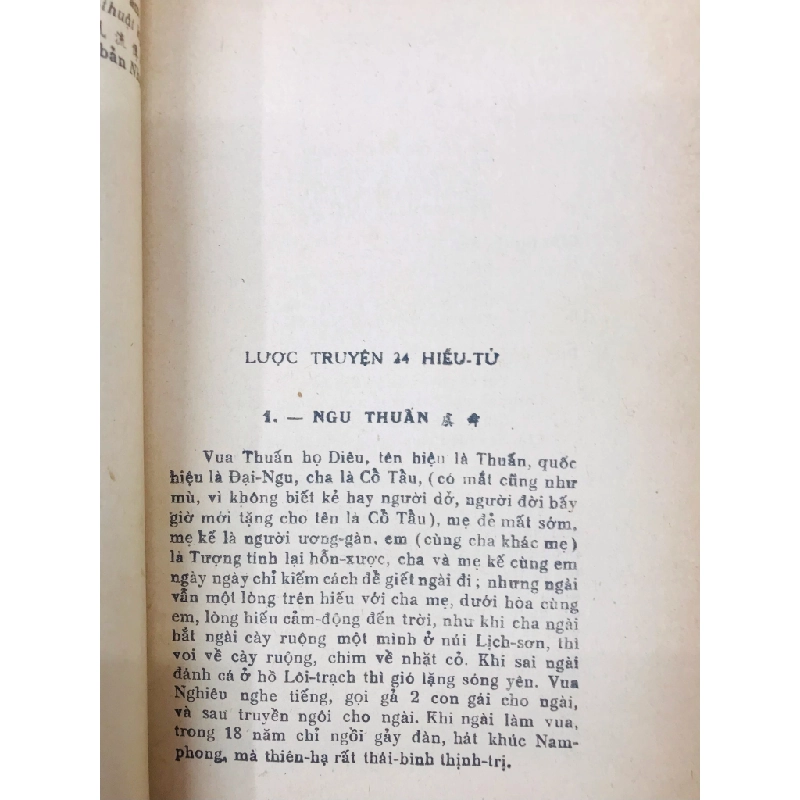 thuật
bản N
LƯỢC TRUYỆN 24 HIẾU-TỬ
1. — NGU THUẤN
Vua Thuấn họ Diêu, tên hiệu là Thuấn, quốc
hiệu là Đại-Ngu, cha là Cổ Tẩu, (có mắt cũng như
mù, vì không biết kẻ hay người dở, người đời bấy
giờ mới tặng cho tên là Cổ Tẩu), mẹ đẻ mất sớm,
mẹ kế là người ương-gàn, em (cùng cha khác mẹ)
là Tượng tính lại hỗn-xược, cha và mẹ kế cùng em
ngày ngày chỉ kiếm cách để giết ngài đi ; nhưng ngài
vẫn một lòng trên hiếu với cha mẹ, dưới hòa cùng
em, lòng hiếu cảm-động đến trời, như khi cha ngài
bắt ngài cày ruộng một mình ở núi Lịch-sơn, thì
voi về cày ruộng, chim về nhặt cỏ. Khi sai ngài
đánh cá ở hồ Lôi-trạch thì gió lặng sóng yên. Vua
Nghiêu nghe tiếng, gọi gả 2 con gái cho ngài,
và sau truyền ngôi cho ngài. Khi ngài làm vua,
trong 18 năm chỉ ngồi gảy đàn, hát khúc Nam-
phong, mà thiên-hạ rất thái-bình thịnh-trị.